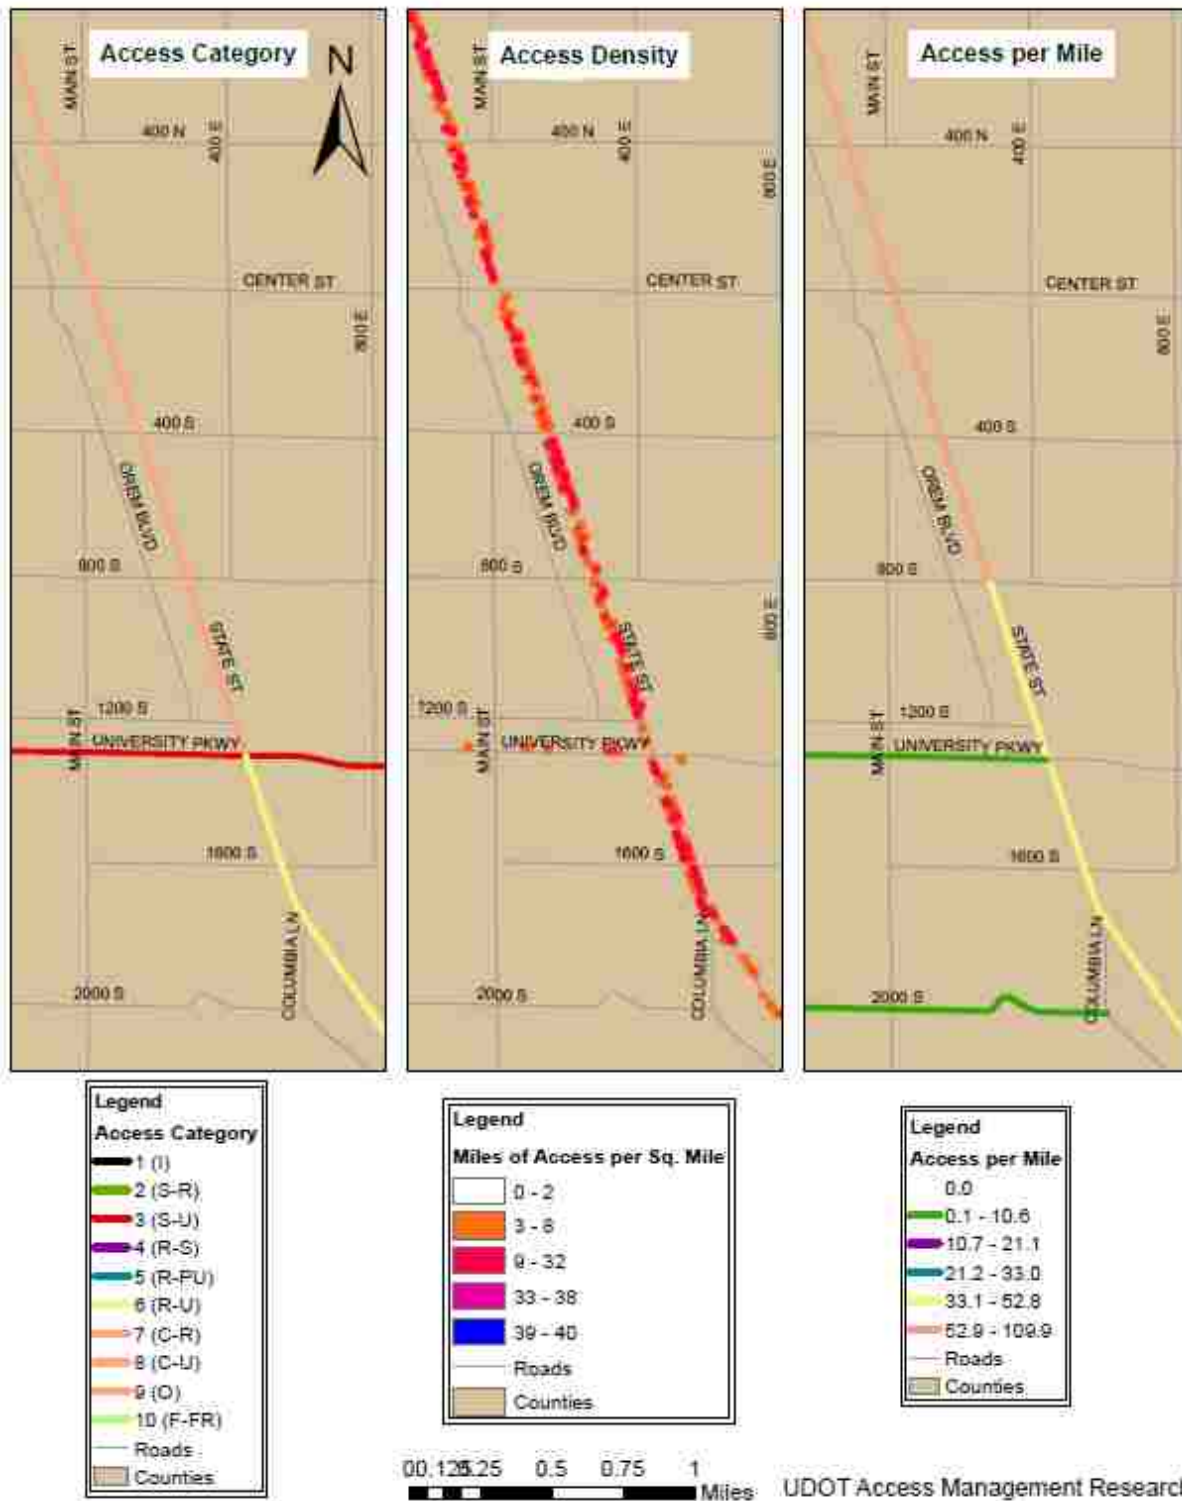 Access Category
N
MAIN ST
400 N
400 E
CENTER ST
800 E
400 S
OREM BLVD
800 S
STATE ST
1200 S
MAIN ST
UNIVERSITY PKWY
1600 S
COLUMBIA LN
2000 S
Access Density
MAIN ST
400 N
400 E
800 E
CENTER ST
400 S
OREM BLVD
800 S
800 E
STATE ST
1200 S
MAIN ST
UNIVERSITY PKWY
1600 S
COLUMBIA LN
2000 S
Access per Mile
MAIN ST
400 N
400 E
CENTER ST
800 E
400 S
OREM BLVD
800 S
STATE ST
1200 S
MAIN ST
UNIVERSITY PKWY
1600 S
COLUMBIA LN
2000 S
Legend
Access Category
1 (I)
2 (S-R)
3 (S-U)
4 (R-S)
5 (R-PU)
6 (R-U)
7 (C-R)
8 (C-U)
9 (O)
10 (F-FR)
Roads
Counties
Legend
Miles of Access per Sq. Mile
0 - 2
3 - 8
9 - 32
33 - 38
39 - 40
Roads
Counties
Legend
Access per Mile
0.0
0.1 - 10.6
10.7 - 21.1
21.2 - 33.0
33.1 - 52.8
52.9 - 109.9
Roads
Counties
0 0.125 0.25 0.5 0.75 1
Miles
UDOT Access Management Research